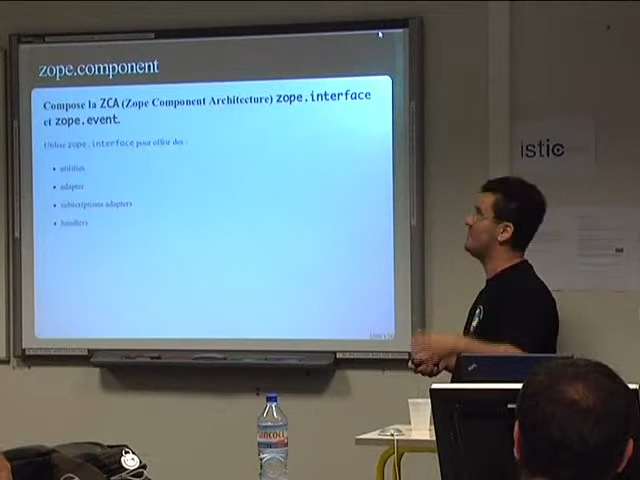 zope.component
Compose la ZCA (Zope Component Architecture) zope.interface
et zope.event.
Utilise zope.interface pour offrir des :
utilities
adapter
subscriptions adapters
handlers
istic